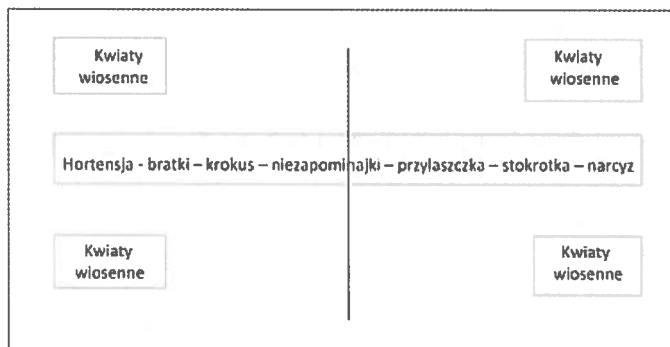 Kwiaty
wiosenne
Kwiaty
wiosenne
Hortensja - bratki – krokus – niezapominajki – przylaszczka – stokrotka – narcyz
Kwiaty
wiosenne
Kwiaty
wiosenne